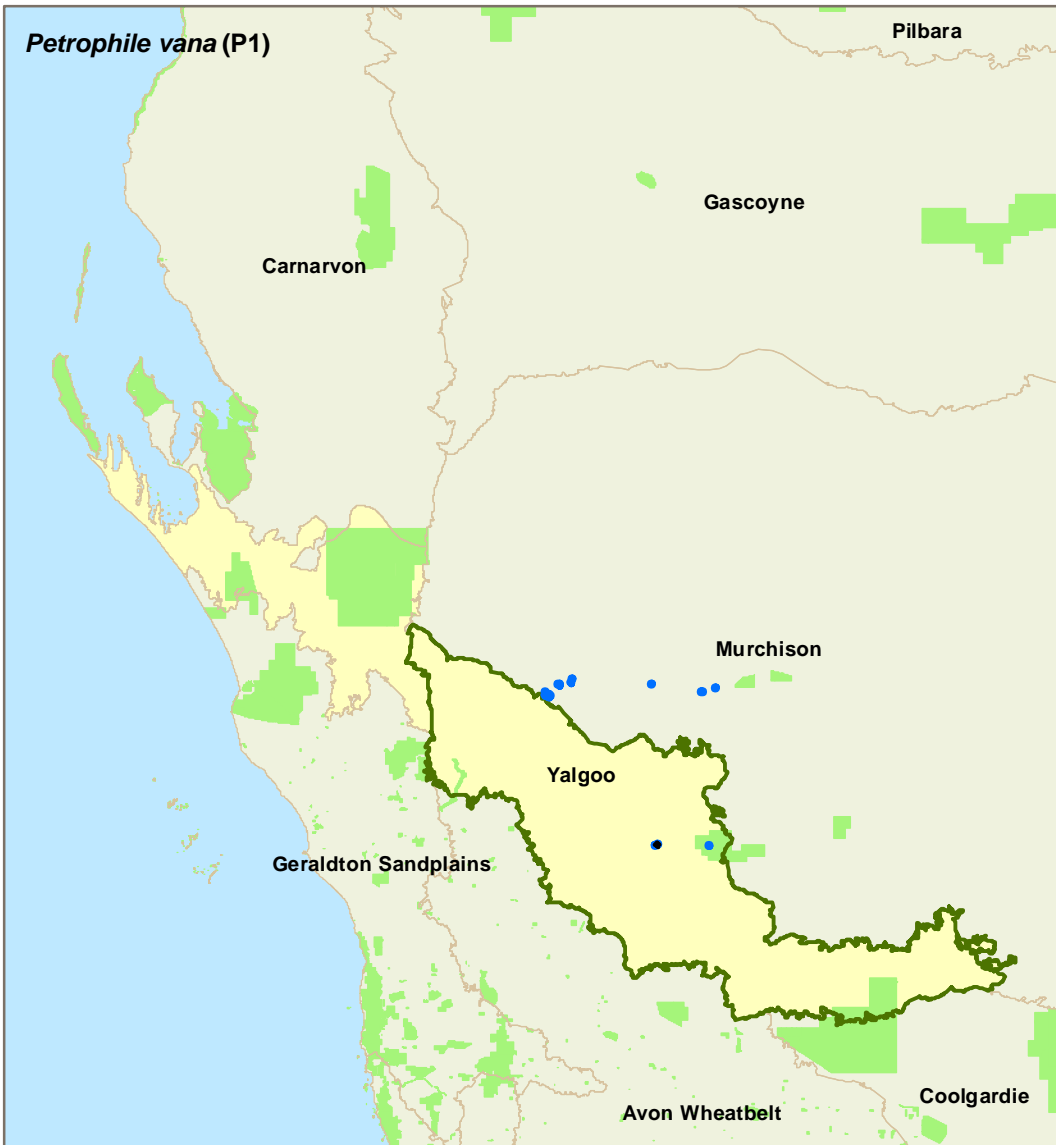 Petrophile vana (P1)
Pilbara
Gascoyne
Carnarvon
Murchison
Yalgoo
Geraldton Sandplains
Coolgardie
Avon Wheatbelt